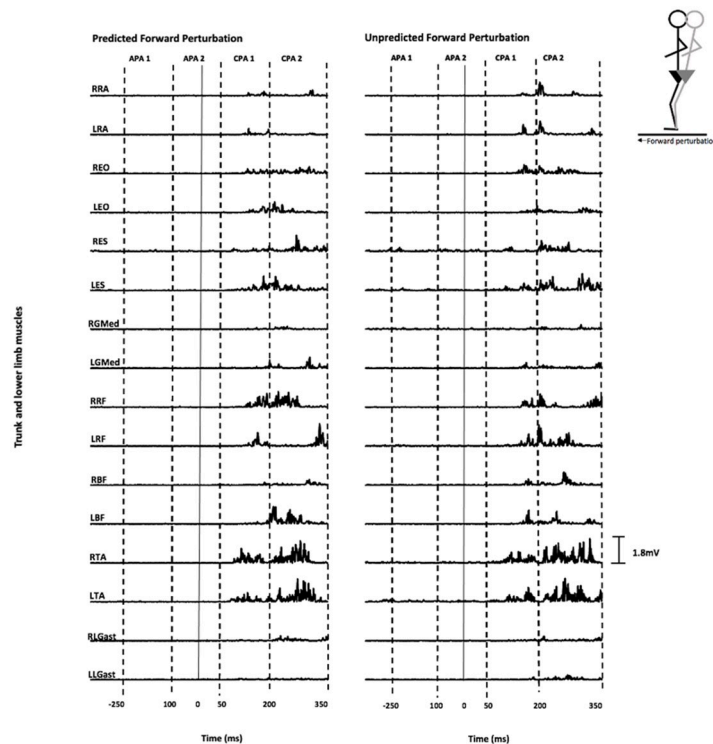 Predicted Forward Perturbation
Unpredicted Forward Perturbation
APA 1 APA 2 CPA 1 CPA 2
APA 1 APA 2 CPA 1 CPA 2
Forward perturbatio
Trunk and lower limb muscles
RRA
LRA
REO
LEO
RES
LES
RGMed
LGMed
RRF
LRF
RBF
LBF
RTA
LTA
RLGast
LLGast
1.8mV
-250 100 0 50 200 350
-250 100 0 50 200 350
Time (ms)
Time (ms)